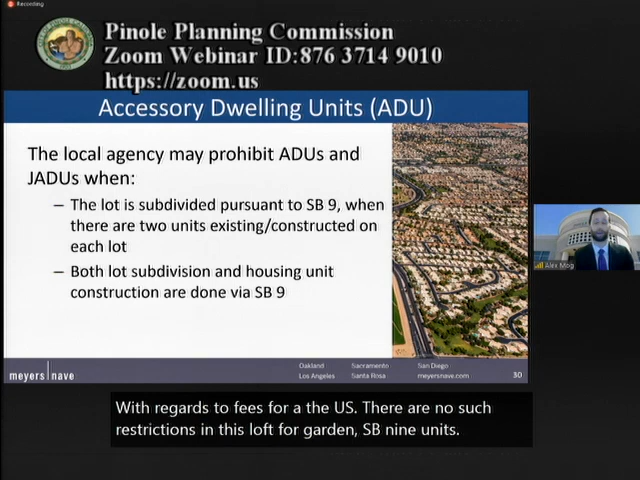 Recording
Pinole Planning Commission
Zoom Webinar ID:876 3714 9010
https://zoom.us
Accessory Dwelling Units (ADU)
The local agency may prohibit ADUs and
JADUs when:
– The lot is subdivided pursuant to SB 9, when
there are two units existing/constructed on
each lot
– Both lot subdivision and housing unit
construction are done via SB 9
Alex Mog
meyers nave
Oakland Sacramento San Diego
Los Angeles Santa Rosa meyersnave.com 30
With regards to fees for a the US. There are no such
restrictions in this loft for garden, SB nine units.